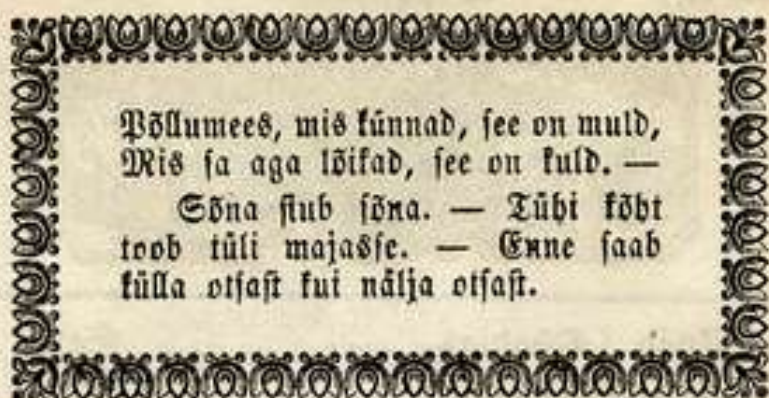 Põllumees, mis künnad, see on muld,
Mis sa aga lõikad, see on kuld. —
Sõna siub sõna. — Tühi kõht
toob tüli majasse. — Enne saab
külla otsast kui nälja otsast.